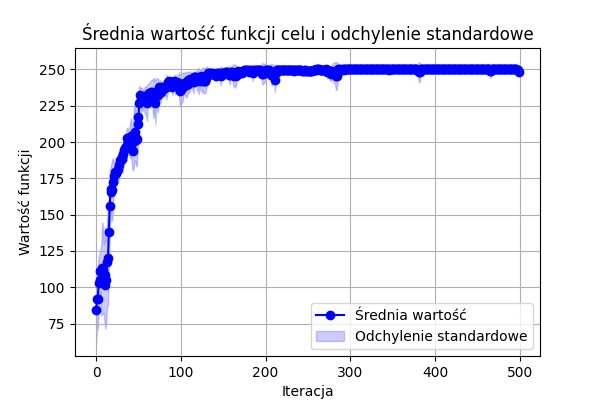 Średnia wartość funkcji celu i odchylenie standardowe
250
225
200
175
150
125
100
75
Wartość funkcji
0 100 200 300 400 500
Iteracja
Średnia wartość
Odchylenie standardowe